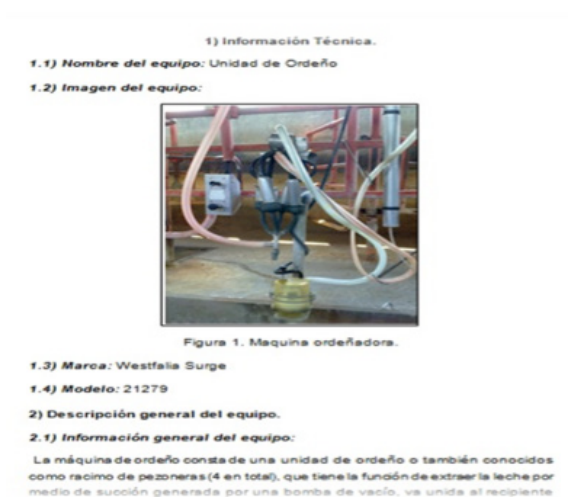 1) Información Técnica.
1.1) Nombre del equipo: Unidad de Ordeño
1.2) Imagen del equipo:
Figura 1. Maquina ordeñadora.
1.3) Marca: Westfalia Surge
1.4) Modelo: 21279
2) Descripción general del equipo.
2.1) Información general del equipo:
La máquina de ordeño consta de una unidad de ordeño o también conocidos
como racimo de pezoneras (4 en total), que tiene la función de extraer la leche por
medio de succión generada por una bomba de vacío, va unida al recipiente